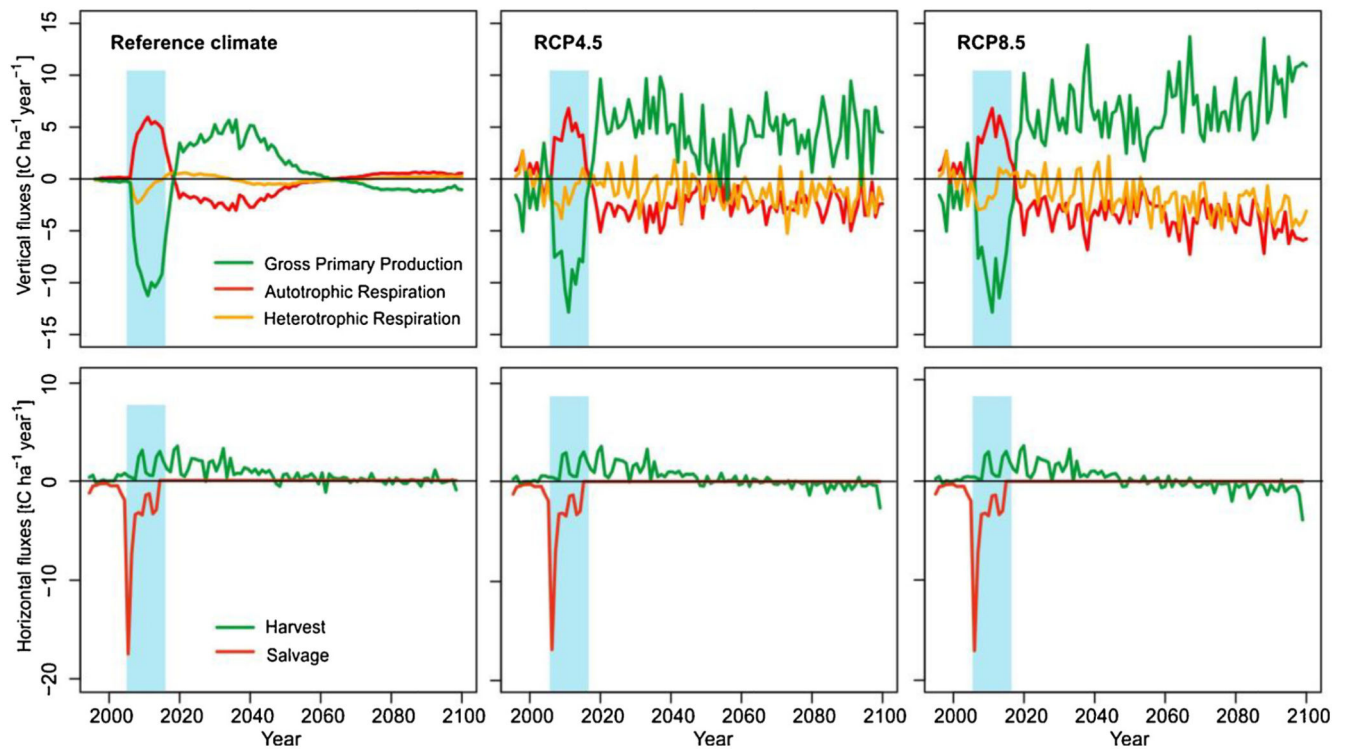 Reference climate
RCP4.5
RCP8.5
Vertical fluxes [tC ha⁻¹ year⁻¹]
15
10
5
0
−5
−10
−15
Gross Primary Production
Autotrophic Respiration
Heterotrophic Respiration
Horizontal fluxes [tC ha⁻¹ year⁻¹]
10
0
−10
−20
Harvest
Salvage
2000 2020 2040 2060 2080 2100
2000 2020 2040 2060 2080 2100
2000 2020 2040 2060 2080 2100
Year
Year
Year